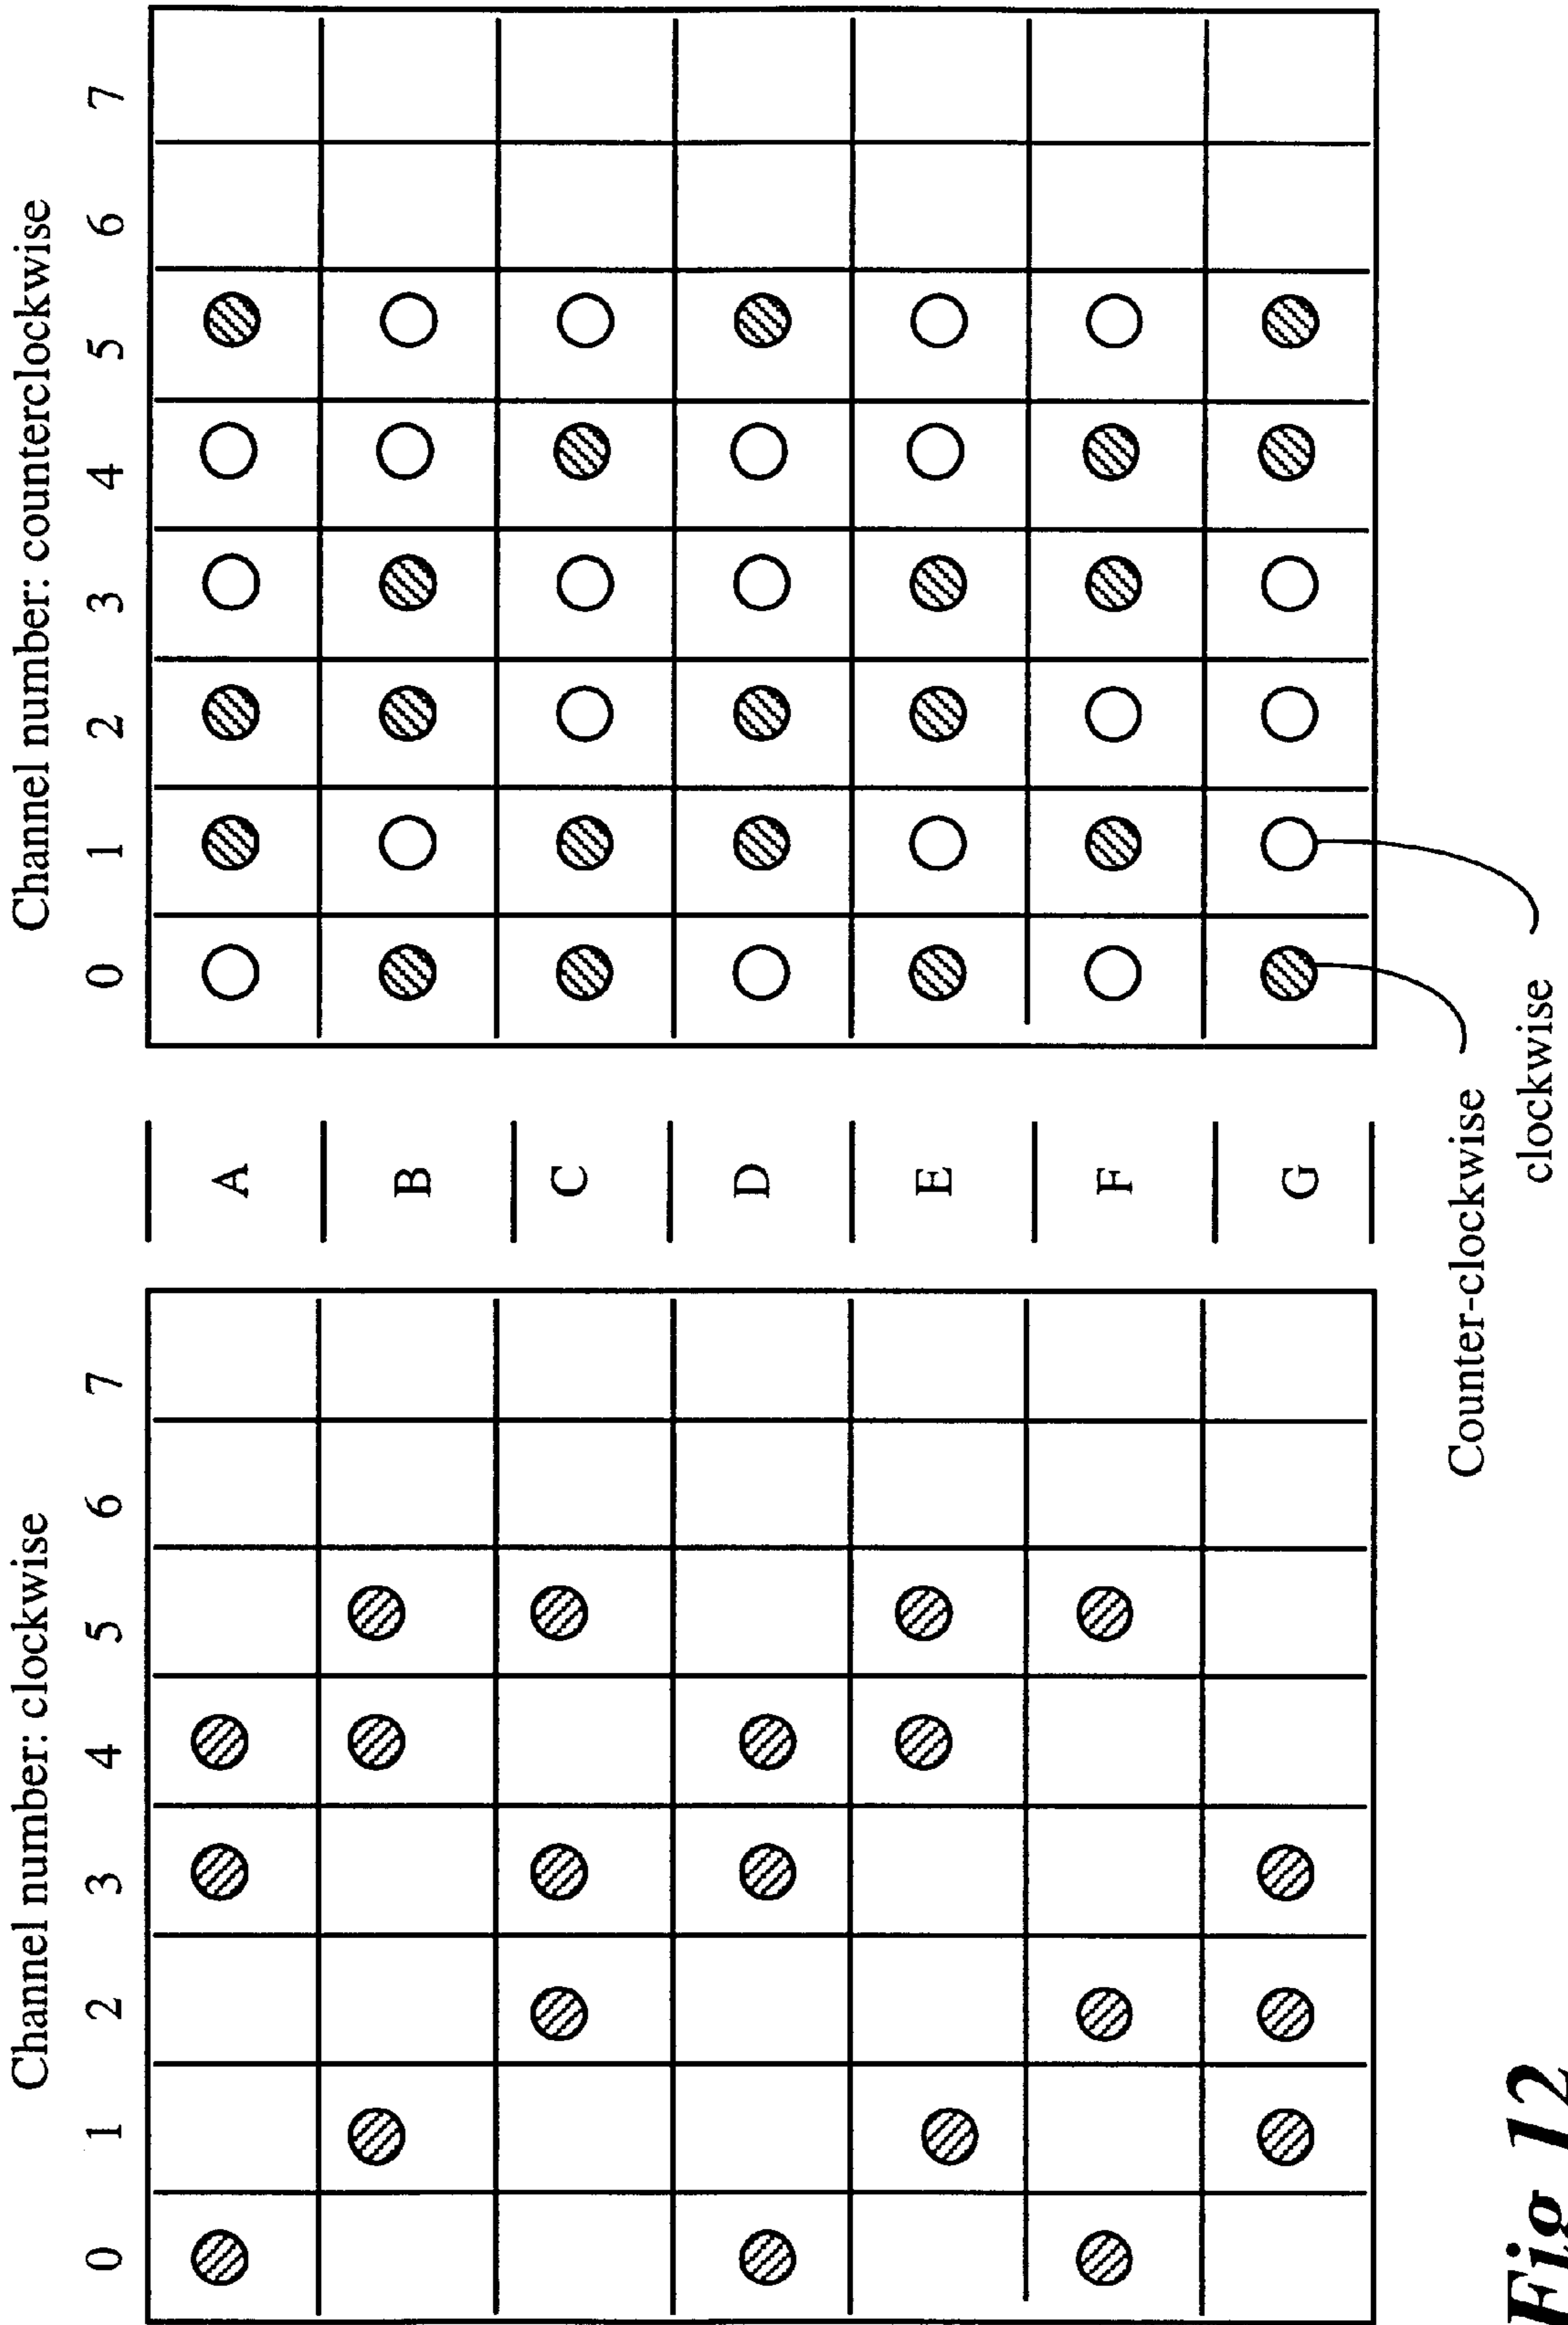 Channel number: clockwise
0 1 2 3 4 5 6 7
Channel number: counterclockwise
0 1 2 3 4 5 6 7
A
B
C
D
E
F
G
Counter-clockwise
clockwise
Fig 12